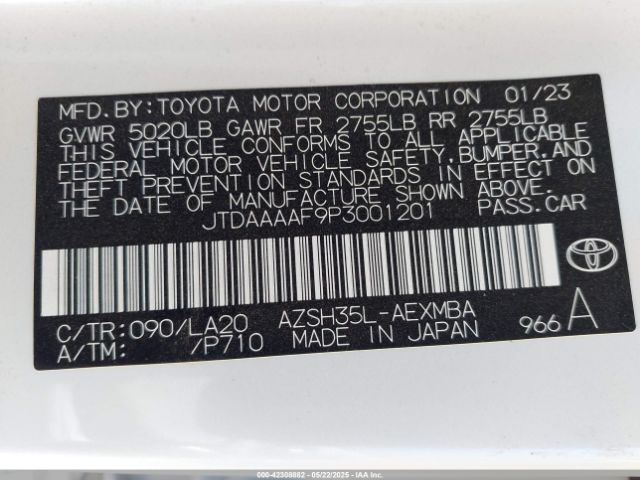 MFD.BY:TOYOTA MOTOR CORPORATION 01/23
GVWR 5020LB GAWR FR 2755LB RR 2755LB
THIS VEHICLE CONFORMS TO ALL APPLICABLE
FEDERAL MOTOR VEHICLE SAFETY,BUMPER,AND
THEFT PREVENTION STANDARDS IN EFFECT ON
THE DATE OF MANUFACTURE SHOWN ABOVE.
JTDAAAAF9P3001201 PASS.CAR
C/TR:090/LA20 AZSH35L-AEXMBA
A/TM: /P710 MADE IN JAPAN 966 A
000-42308882 - 05/22/2025 - IAA Inc. - IAA, Inc.